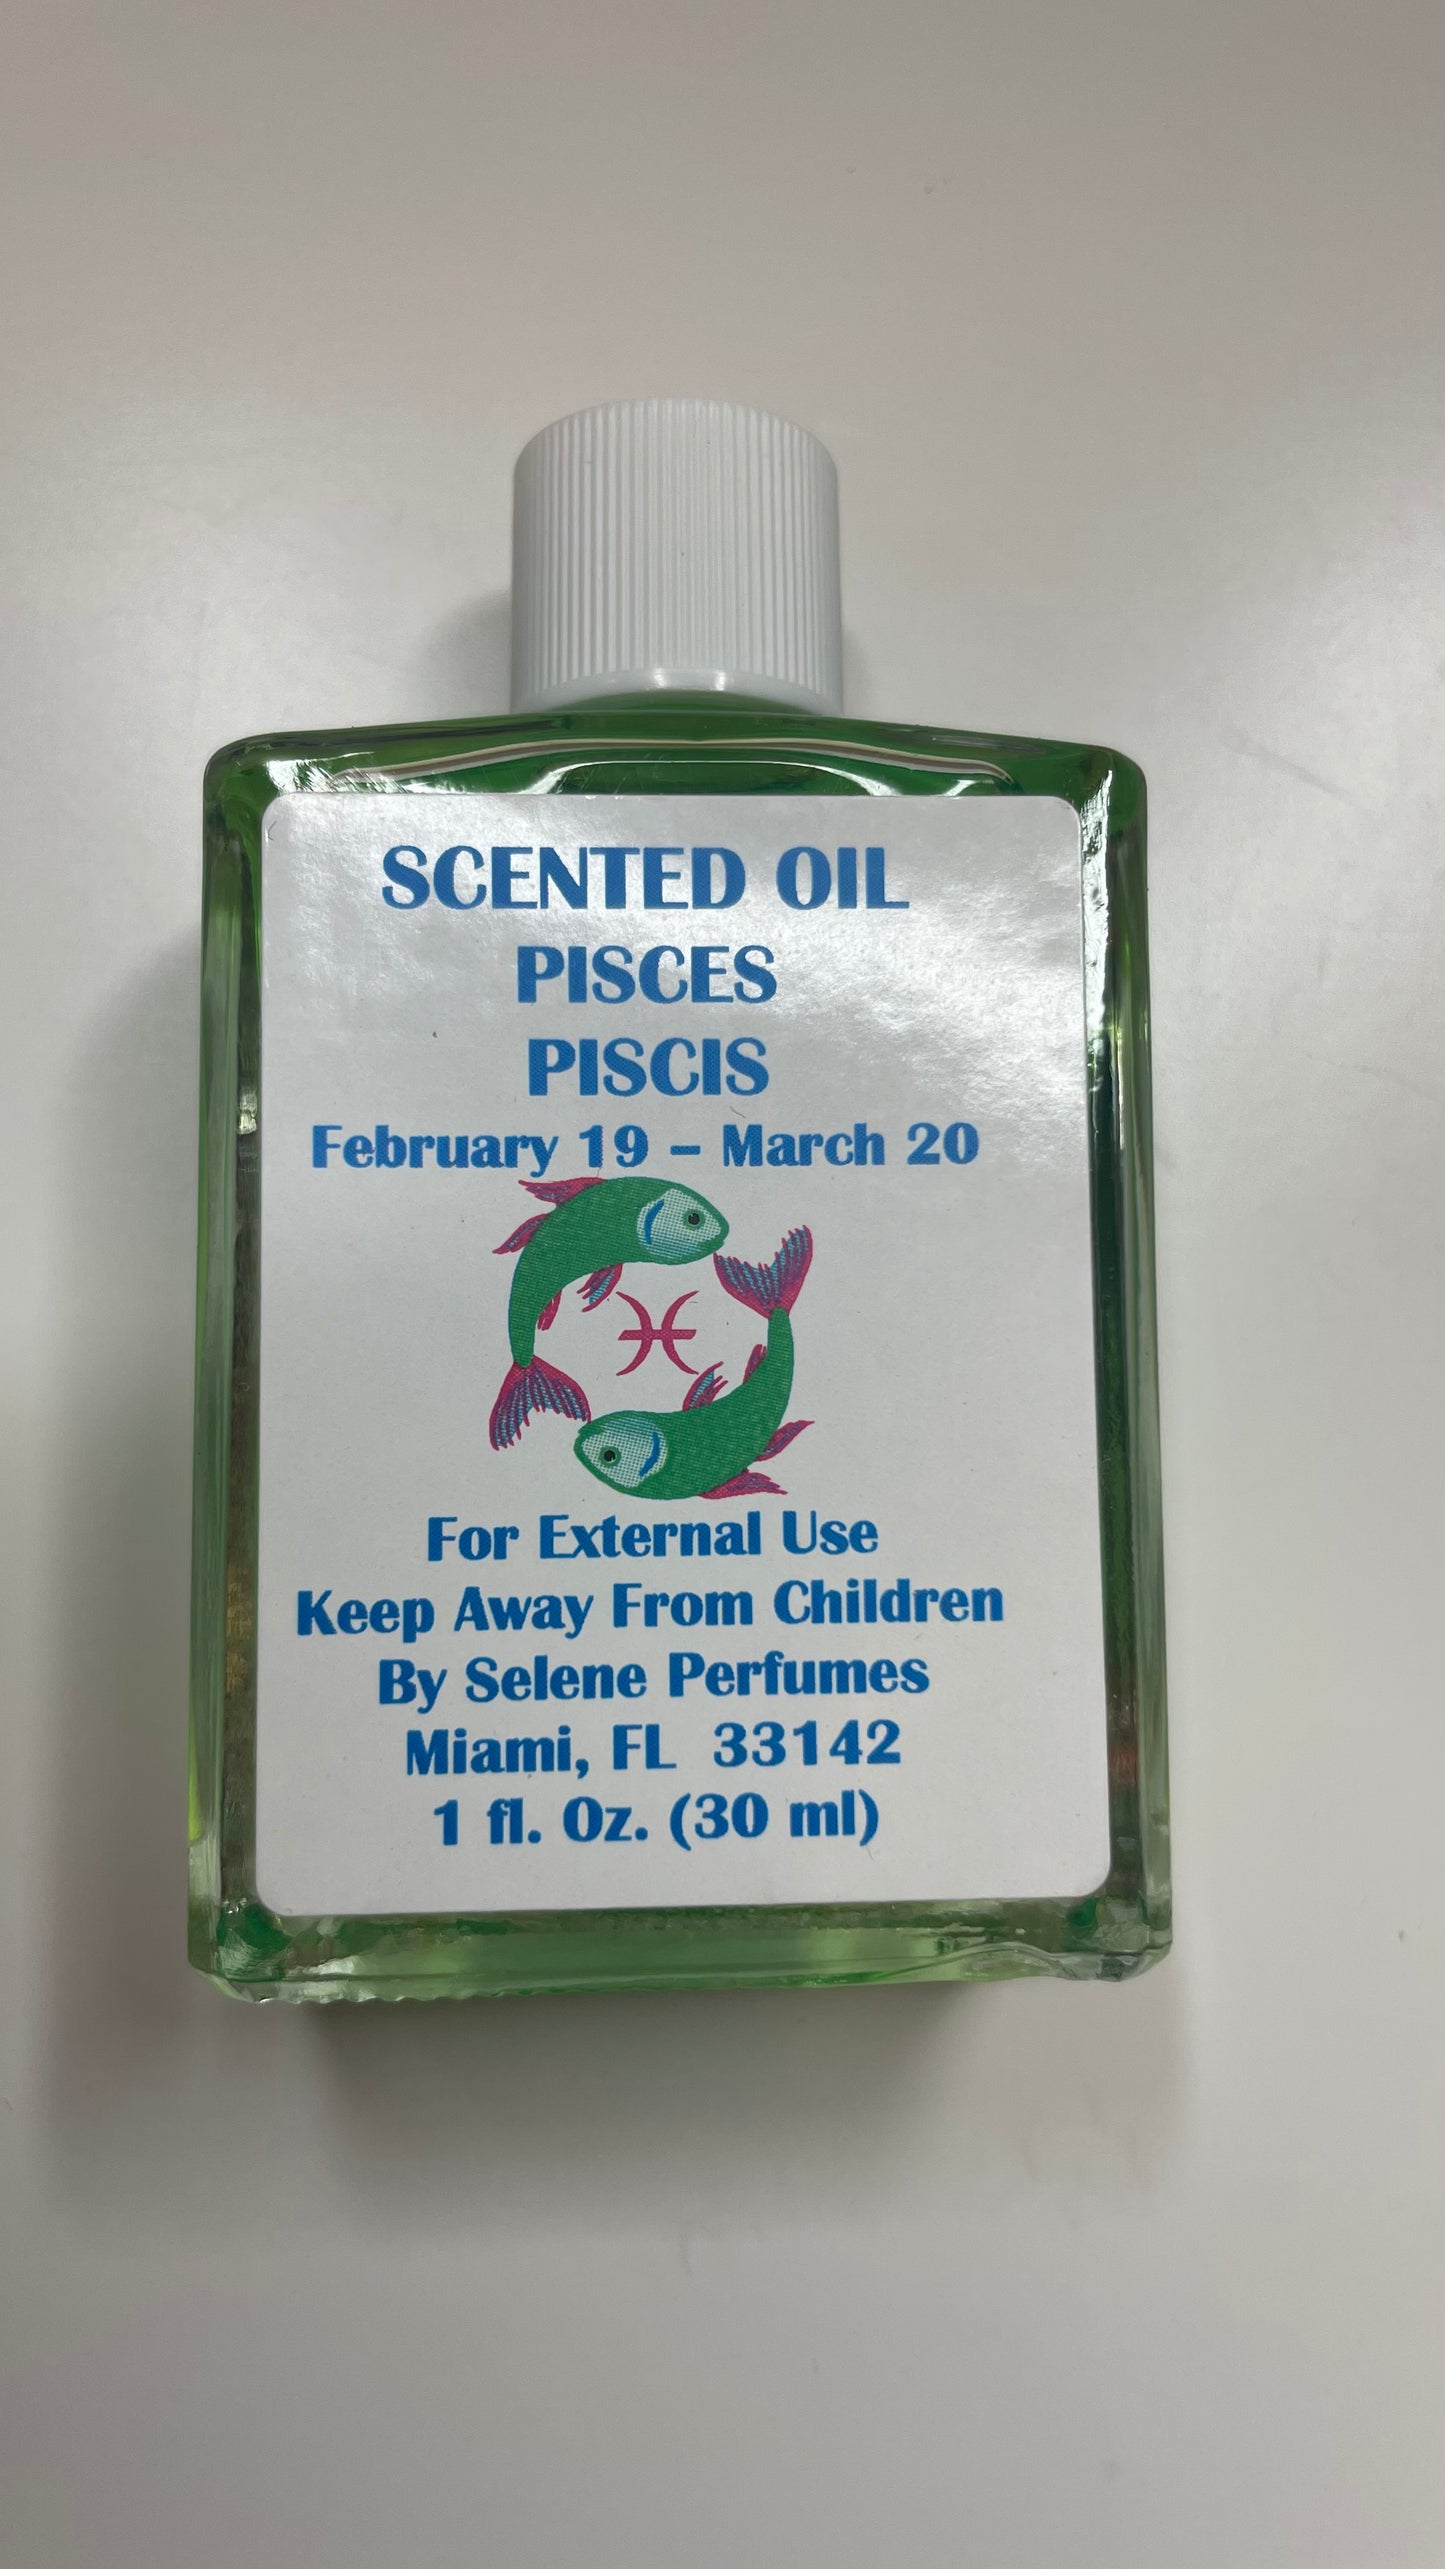 SCENTED OIL
PISCES
PISCIS
February 19 – March 20
For External Use
Keep Away From Children
By Selene Perfumes
Miami, FL 33142
1 fl. Oz. (30 ml)